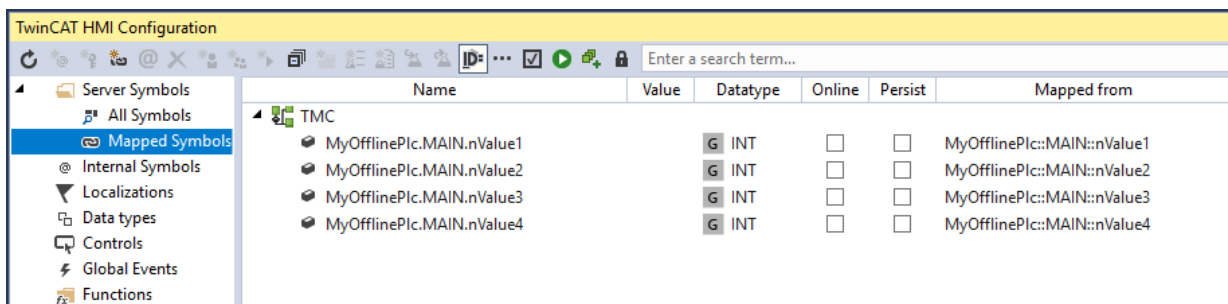 TwinCAT HMI Configuration
ID= Enter a search term...
Server Symbols Name Value Datatype Online Persist Mapped from
All Symbols TMC
Mapped Symbols MyOfflinePlc.MAIN.nValue1 G INT MyOfflinePlc::MAIN::nValue1
Internal Symbols MyOfflinePlc.MAIN.nValue2 G INT MyOfflinePlc::MAIN::nValue2
Localizations MyOfflinePlc.MAIN.nValue3 G INT MyOfflinePlc::MAIN::nValue3
Data types MyOfflinePlc.MAIN.nValue4 G INT MyOfflinePlc::MAIN::nValue4
Controls
Global Events
Functions